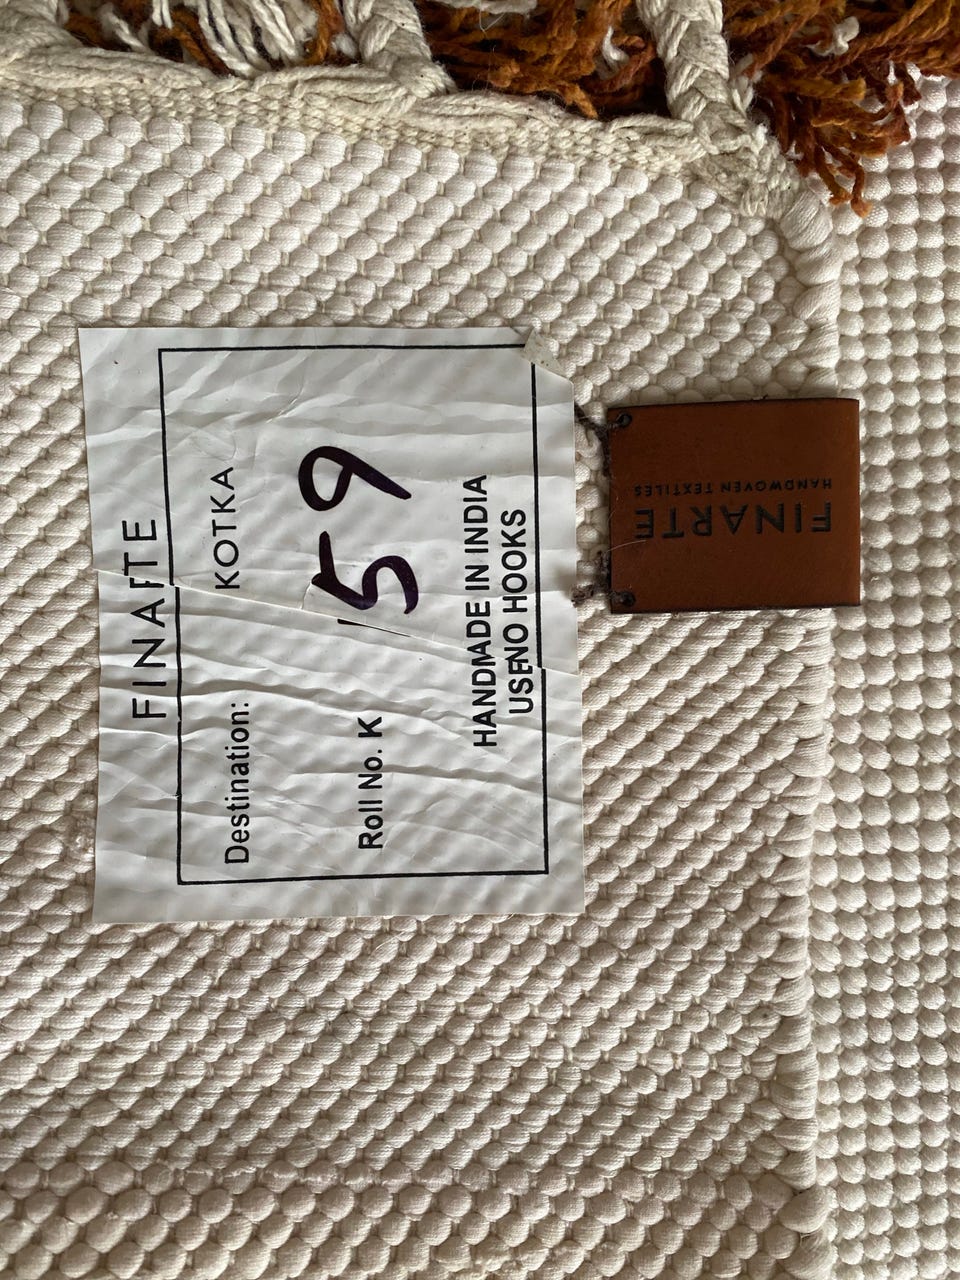 FINARTE
Destination: KOTKA
Roll No. K 59
HANDMADE IN INDIA
USE NO HOOKS
FINARTE
HANDWOVEN TEXTILES